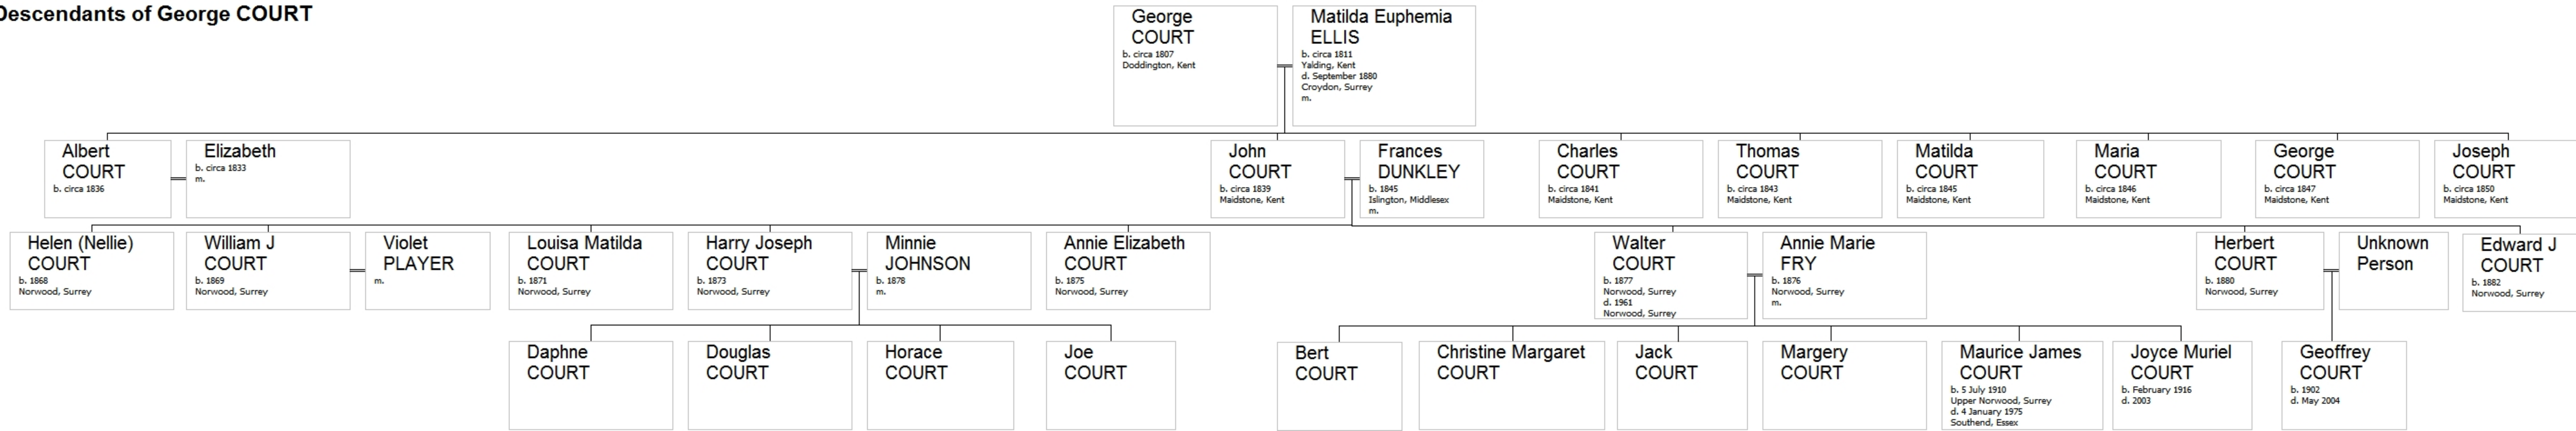 Descendants of George COURT
George
COURT
b. circa 1807
Doddington, Kent
Matilda Euphemia
ELLIS
b. circa 1811
Yalding, Kent
d. September 1880
Croydon, Surrey
m.
Albert
COURT
b. circa 1836
Elizabeth
b. circa 1833
m.
John
COURT
b. circa 1839
Maidstone, Kent
Frances
DUNKLEY
b. 1845
Islington, Middlesex
m.
Charles
COURT
b. circa 1841
Maidstone, Kent
Thomas
COURT
b. circa 1843
Maidstone, Kent
Matilda
COURT
b. circa 1845
Maidstone, Kent
Maria
COURT
b. circa 1846
Maidstone, Kent
George
COURT
b. circa 1847
Maidstone, Kent
Joseph
COURT
b. circa 1850
Maidstone, Kent
Helen (Nellie)
COURT
b. 1868
Norwood, Surrey
William J
COURT
b. 1869
Norwood, Surrey
Violet
PLAYER
m.
Louisa Matilda
COURT
b. 1871
Norwood, Surrey
Harry Joseph
COURT
b. 1873
Norwood, Surrey
Minnie
JOHNSON
b. 1878
m.
Annie Elizabeth
COURT
b. 1875
Norwood, Surrey
Walter
COURT
b. 1877
Norwood, Surrey
d. 1961
Norwood, Surrey
Annie Marie
FRY
b. 1876
Norwood, Surrey
m.
Herbert
COURT
b. 1880
Norwood, Surrey
Unknown
Person
Edward J
COURT
b. 1882
Norwood, Surrey
Daphne
COURT
Douglas
COURT
Horace
COURT
Joe
COURT
Bert
COURT
Christine Margaret
COURT
Jack
COURT
Margery
COURT
Maurice James
COURT
b. 5 July 1910
Upper Norwood, Surrey
d. 4 January 1975
Southend, Essex
Joyce Muriel
COURT
b. February 1916
d. 2003
Geoffrey
COURT
b. 1902
d. May 2004